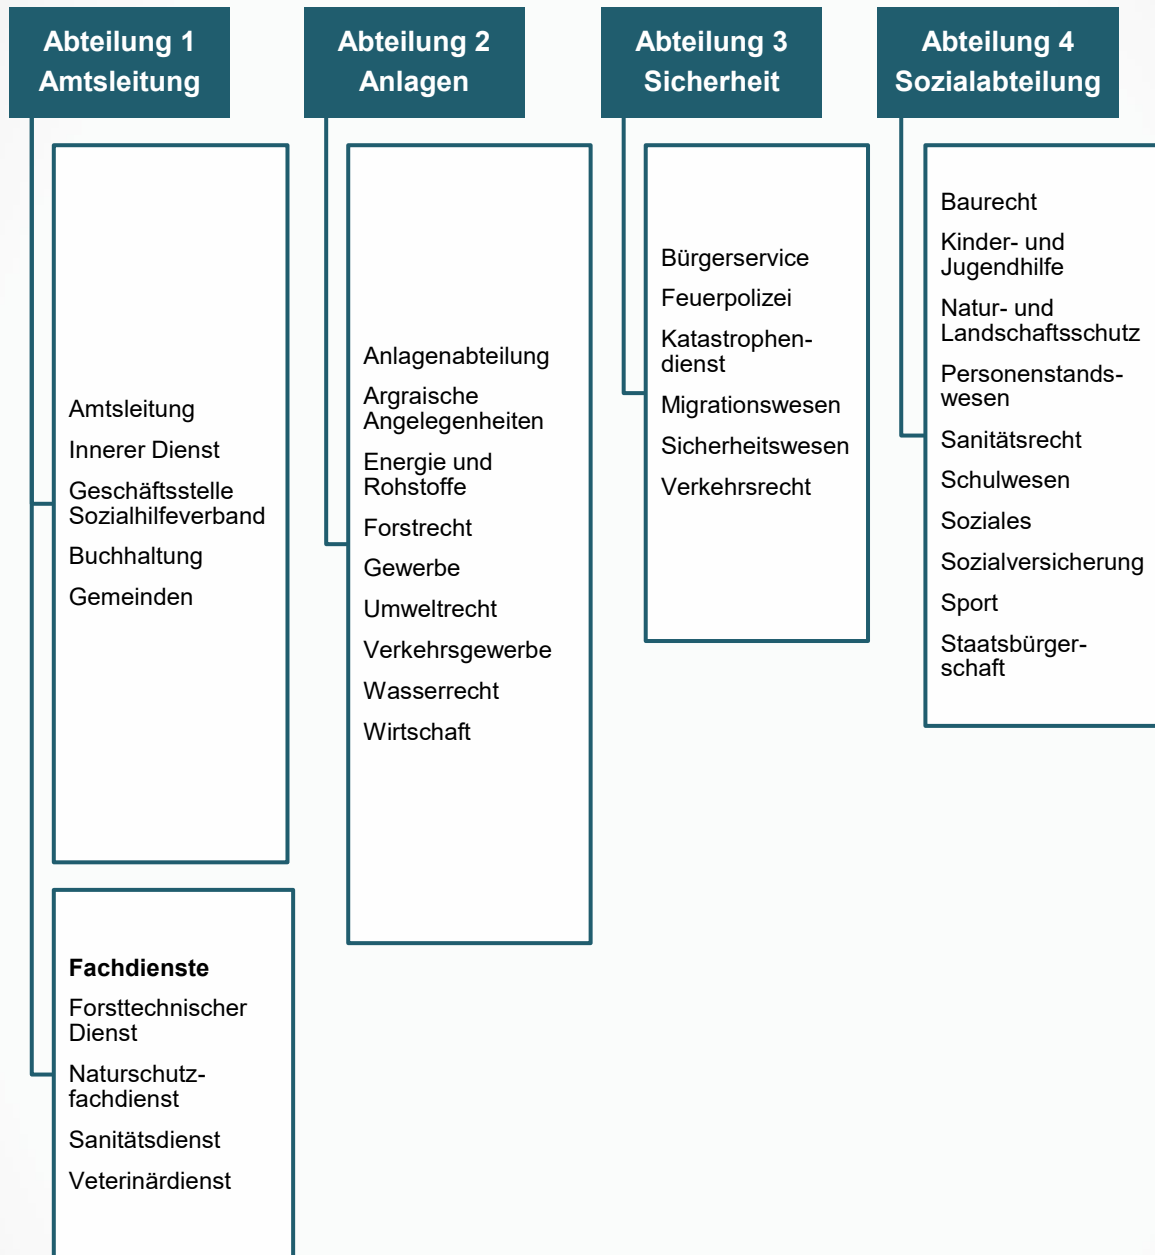 Abteilung 1
Amtsleitung
Amtsleitung
Innerer Dienst
Geschäftsstelle
Sozialhilfeverband
Buchhaltung
Gemeinden
Fachdienste
Forsttechnischer
Dienst
Naturschutz-
fachdienst
Sanitätsdienst
Veterinärdienst
Abteilung 2
Anlagen
Anlagenabteilung
Argraische
Angelegenheiten
Energie und
Rohstoffe
Forstrecht
Gewerbe
Umweltrecht
Verkehrsgewerbe
Wasserrecht
Wirtschaft
Abteilung 3
Sicherheit
Bürgerservice
Feuerpolizei
Katastrophen-
dienst
Migrationswesen
Sicherheitswesen
Verkehrsrecht
Abteilung 4
Sozialabteilung
Baurecht
Kinder- und
Jugendhilfe
Natur- und
Landschaftsschutz
Personenstands-
wesen
Sanitätsrecht
Schulwesen
Soziales
Sozialversicherung
Sport
Staatsbürger-
schaft